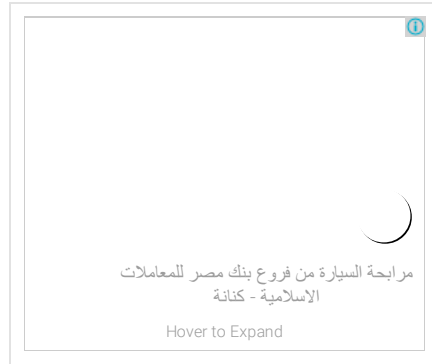 مرابحة السيارة من فروع بنك مصر للمعاملات
الاسلامية - كنانة
Hover to Expand